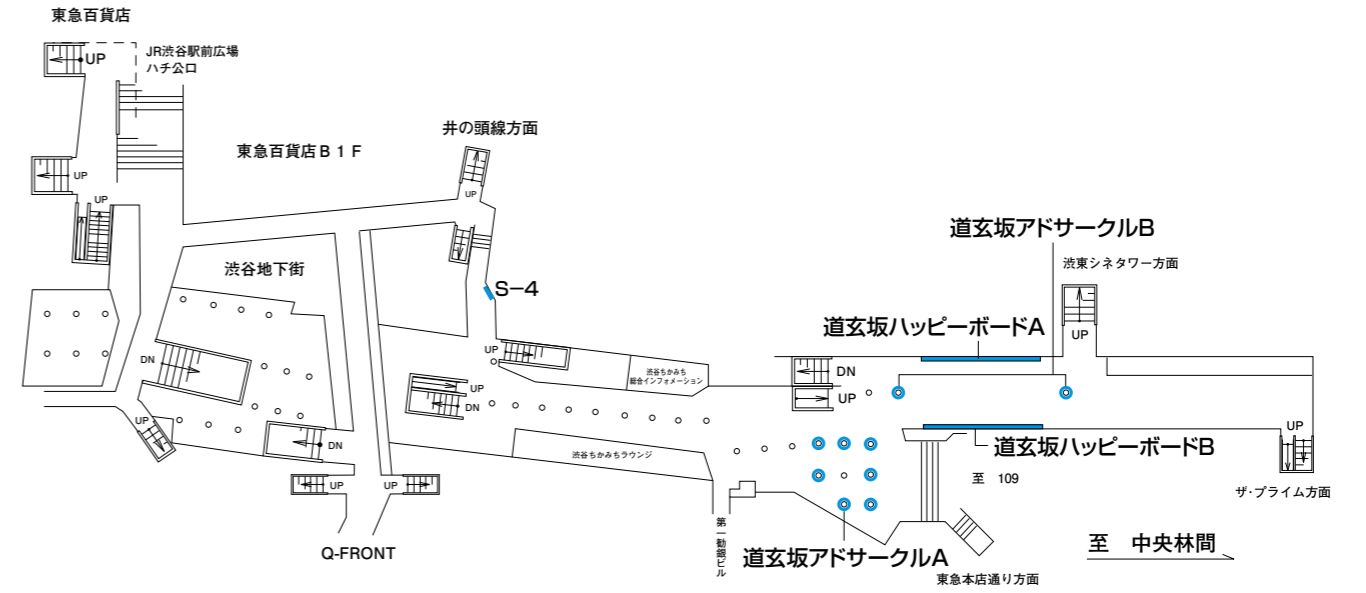 東急百貨店
UP
JR渋谷駅前広場
ハチ公口
井の頭線方面
東急百貨店B1F
UP
UP
UP
道玄坂アドサークルB
渋谷地下街
渋東シネタワー方面
S-4
道玄坂ハッピーボードA
UP
UP
DN
渋谷ちかみち
総合インフォメーション
DN
UP
DN
UP
UP
DN
渋谷ちかみちラウンジ
道玄坂ハッピーボードB
UP
至 109
UP
UP
ザ・プライム方面
第一勧銀ビル
Q-FRONT
道玄坂アドサークルA
至 中央林間
東急本店通り方面